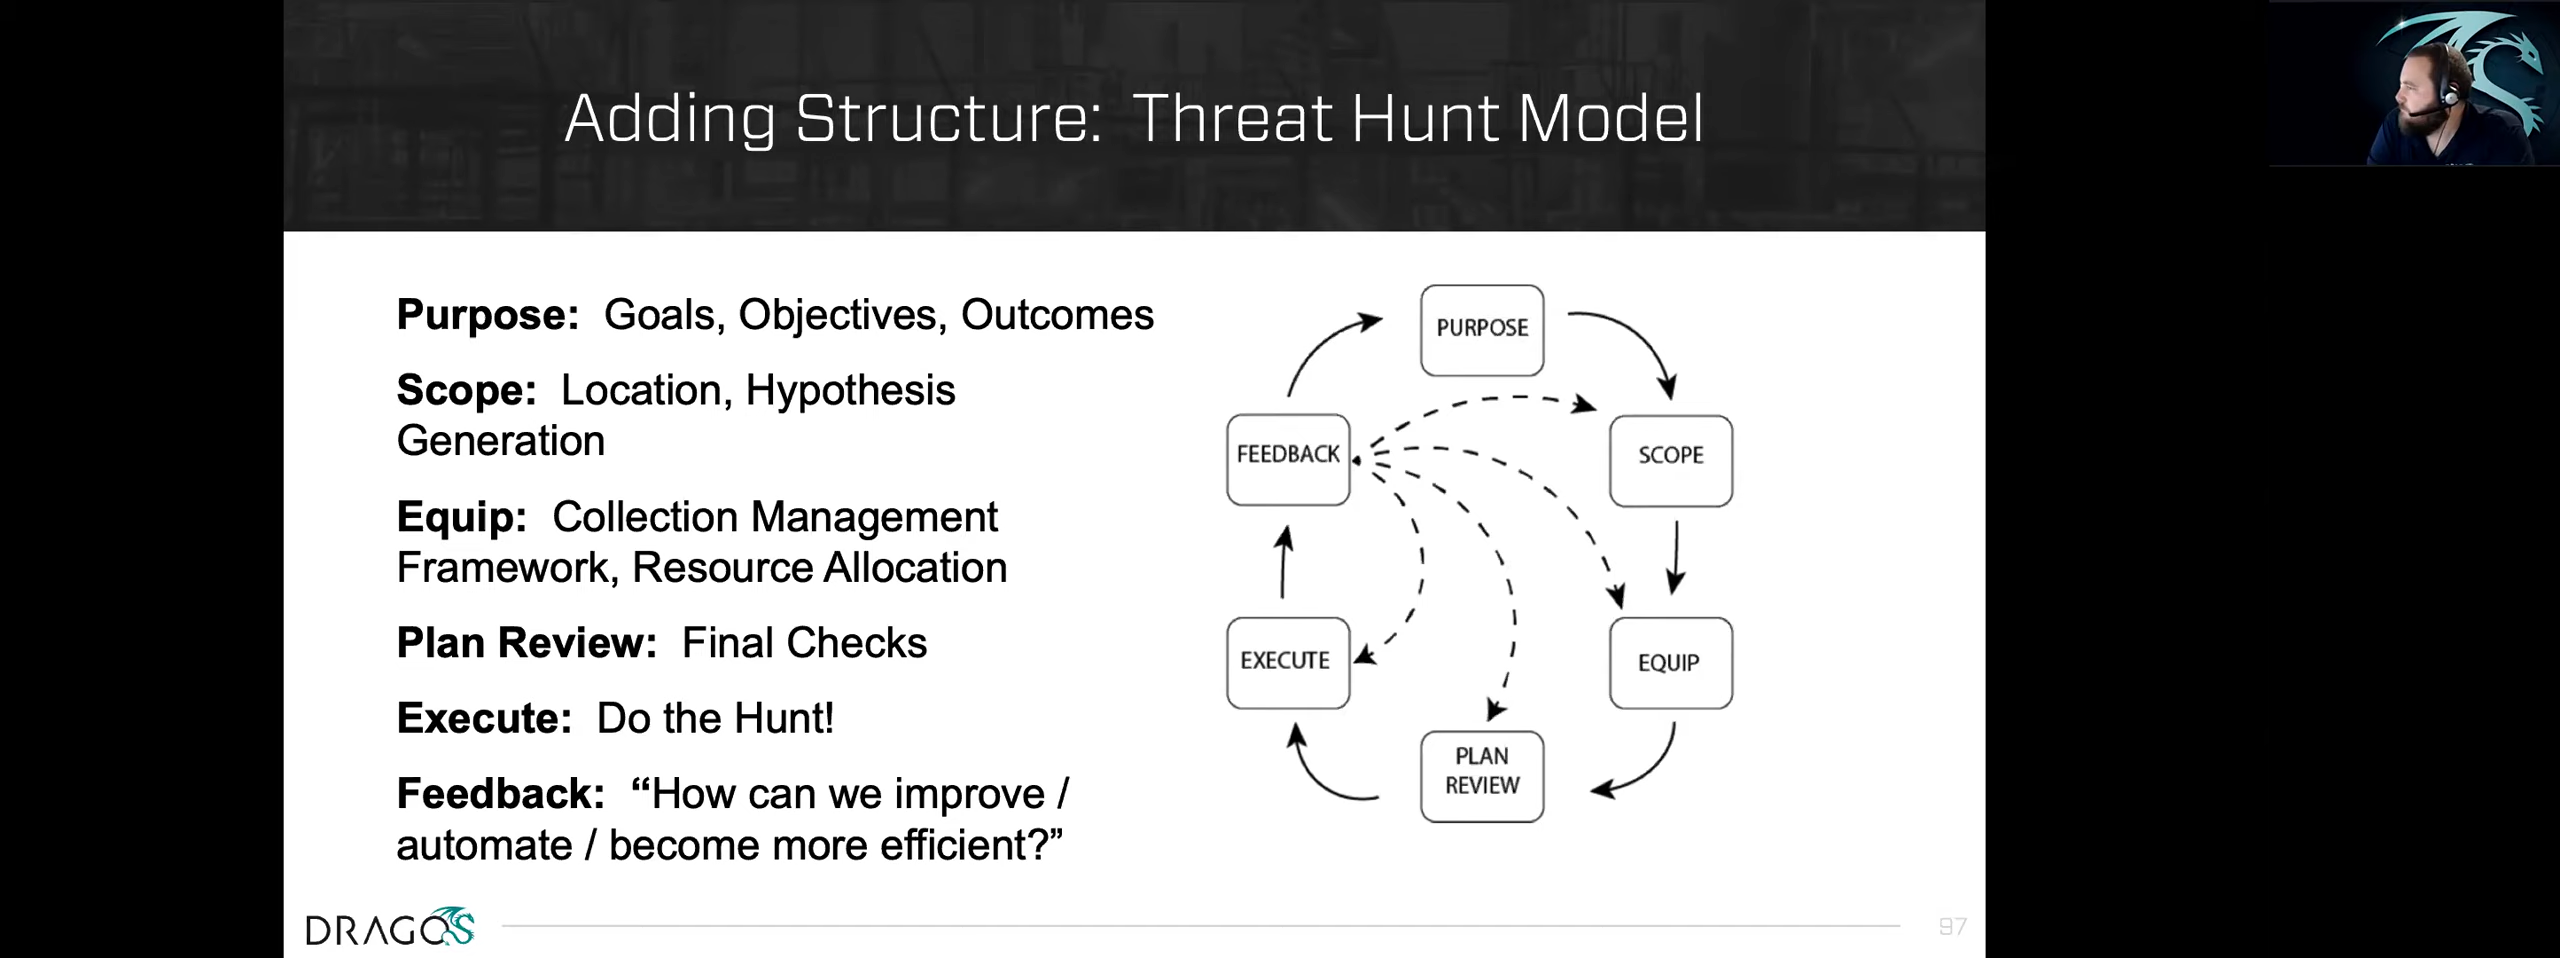 Adding Structure: Threat Hunt Model
Purpose: Goals, Objectives, Outcomes
Scope: Location, Hypothesis
Generation
Equip: Collection Management
Framework, Resource Allocation
Plan Review: Final Checks
Execute: Do the Hunt!
Feedback: “How can we improve /
automate / become more efficient?”
PURPOSE
FEEDBACK
SCOPE
EXECUTE
EQUIP
PLAN
REVIEW
DRAGOS
97